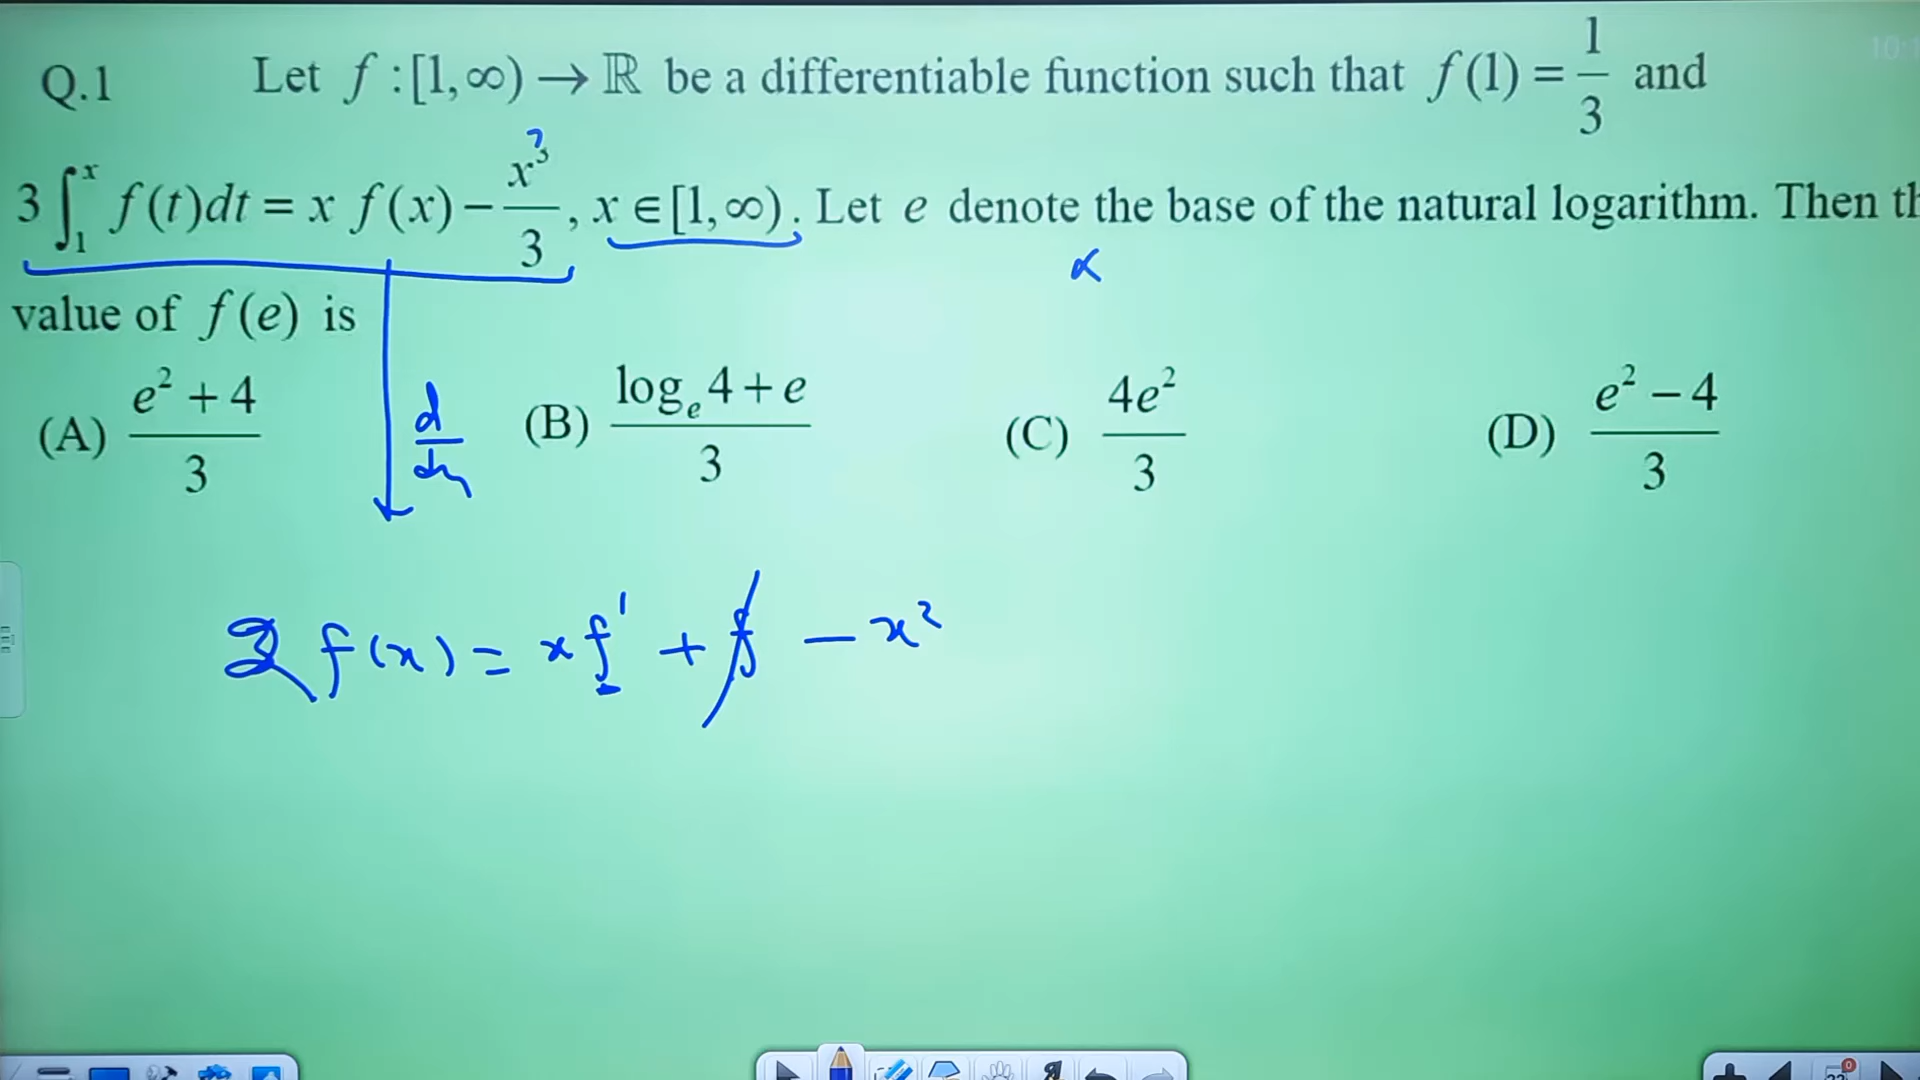 Q.1 Let f : [1, ∞) → ℝ be a differentiable function such that f(1) = 1/3 and
3∫₁ˣ f(t)dt = x f(x) − x³/3, x ∈ [1, ∞). Let e denote the base of the natural logarithm. Then th
value of f(e) is
(A) (e² + 4)/3 (B) (logₑ 4 + e)/3 (C) 4e²/3 (D) (e² − 4)/3
d/dx
2 f(x) = x f' + f − x²